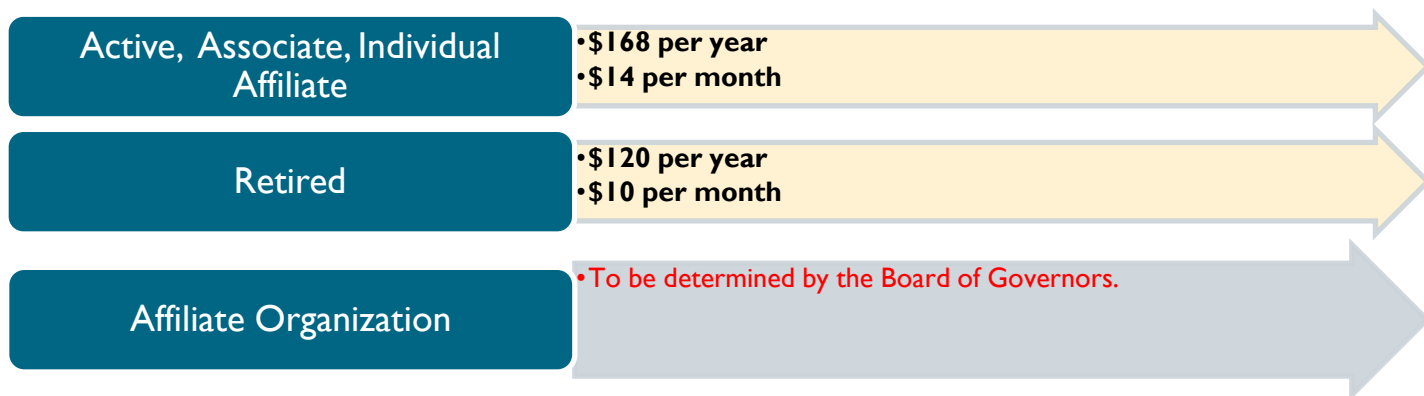 Active, Associate, Individual
Affiliate
•$168 per year
•$14 per month
Retired
•$120 per year
•$10 per month
Affiliate Organization
•To be determined by the Board of Governors.